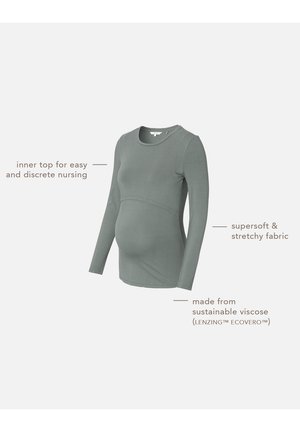 inner top for easy
and discrete nursing
supersoft &
stretchy fabric
made from
sustainable viscose
(LENZING™ ECOVERO™)